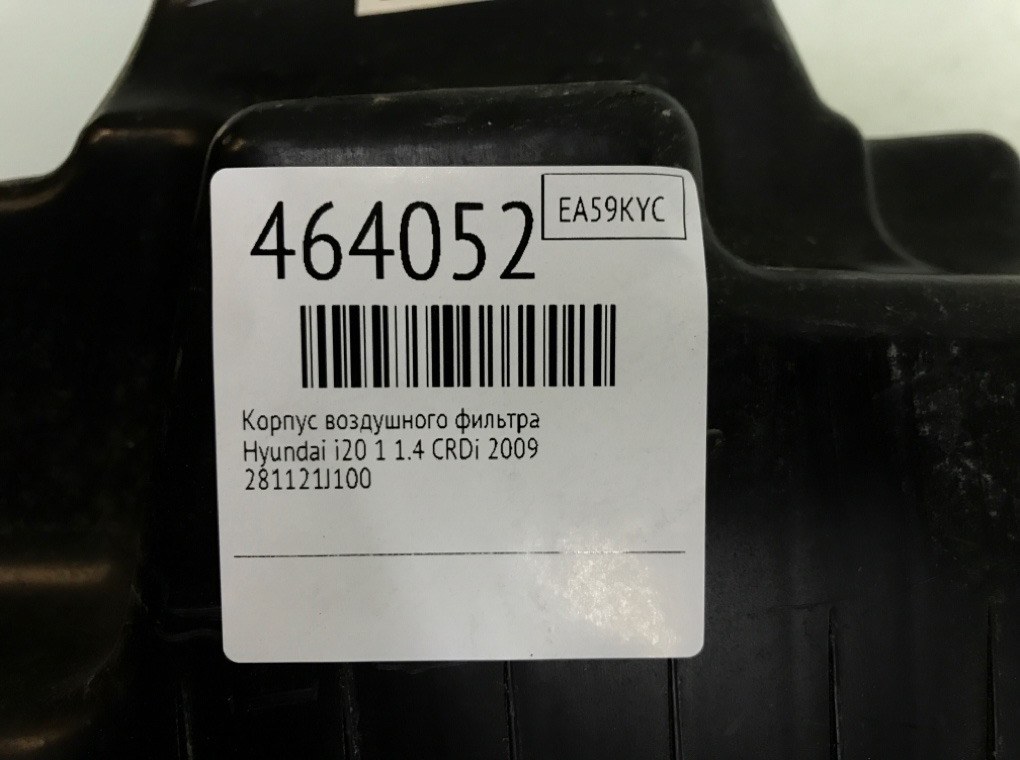 464052
EA59KYC
Корпус воздушного фильтра
Hyundai i20 1 1.4 CRDi 2009
281121J100